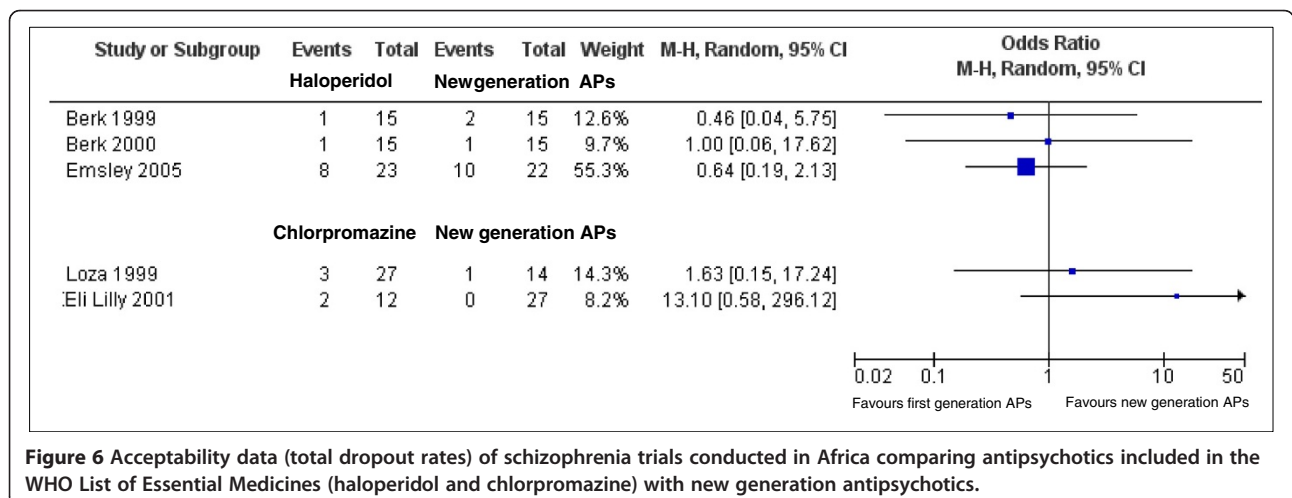 Study or Subgroup Events Total Events Total Weight M-H, Random, 95% CI Odds Ratio
M-H, Random, 95% CI
Haloperidol Newgeneration APs
Berk 1999 1 15 2 15 12.6% 0.46 [0.04, 5.75]
Berk 2000 1 15 1 15 9.7% 1.00 [0.06, 17.62]
Emsley 2005 8 23 10 22 55.3% 0.64 [0.19, 2.13]
Chlorpromazine New generation APs
Loza 1999 3 27 1 14 14.3% 1.63 [0.15, 17.24]
Eli Lilly 2001 2 12 0 27 8.2% 13.10 [0.58, 296.12]
0.02 0.1 1 10 50
Favours first generation APs Favours new generation APs
Figure 6 Acceptability data (total dropout rates) of schizophrenia trials conducted in Africa comparing antipsychotics included in the
WHO List of Essential Medicines (haloperidol and chlorpromazine) with new generation antipsychotics.